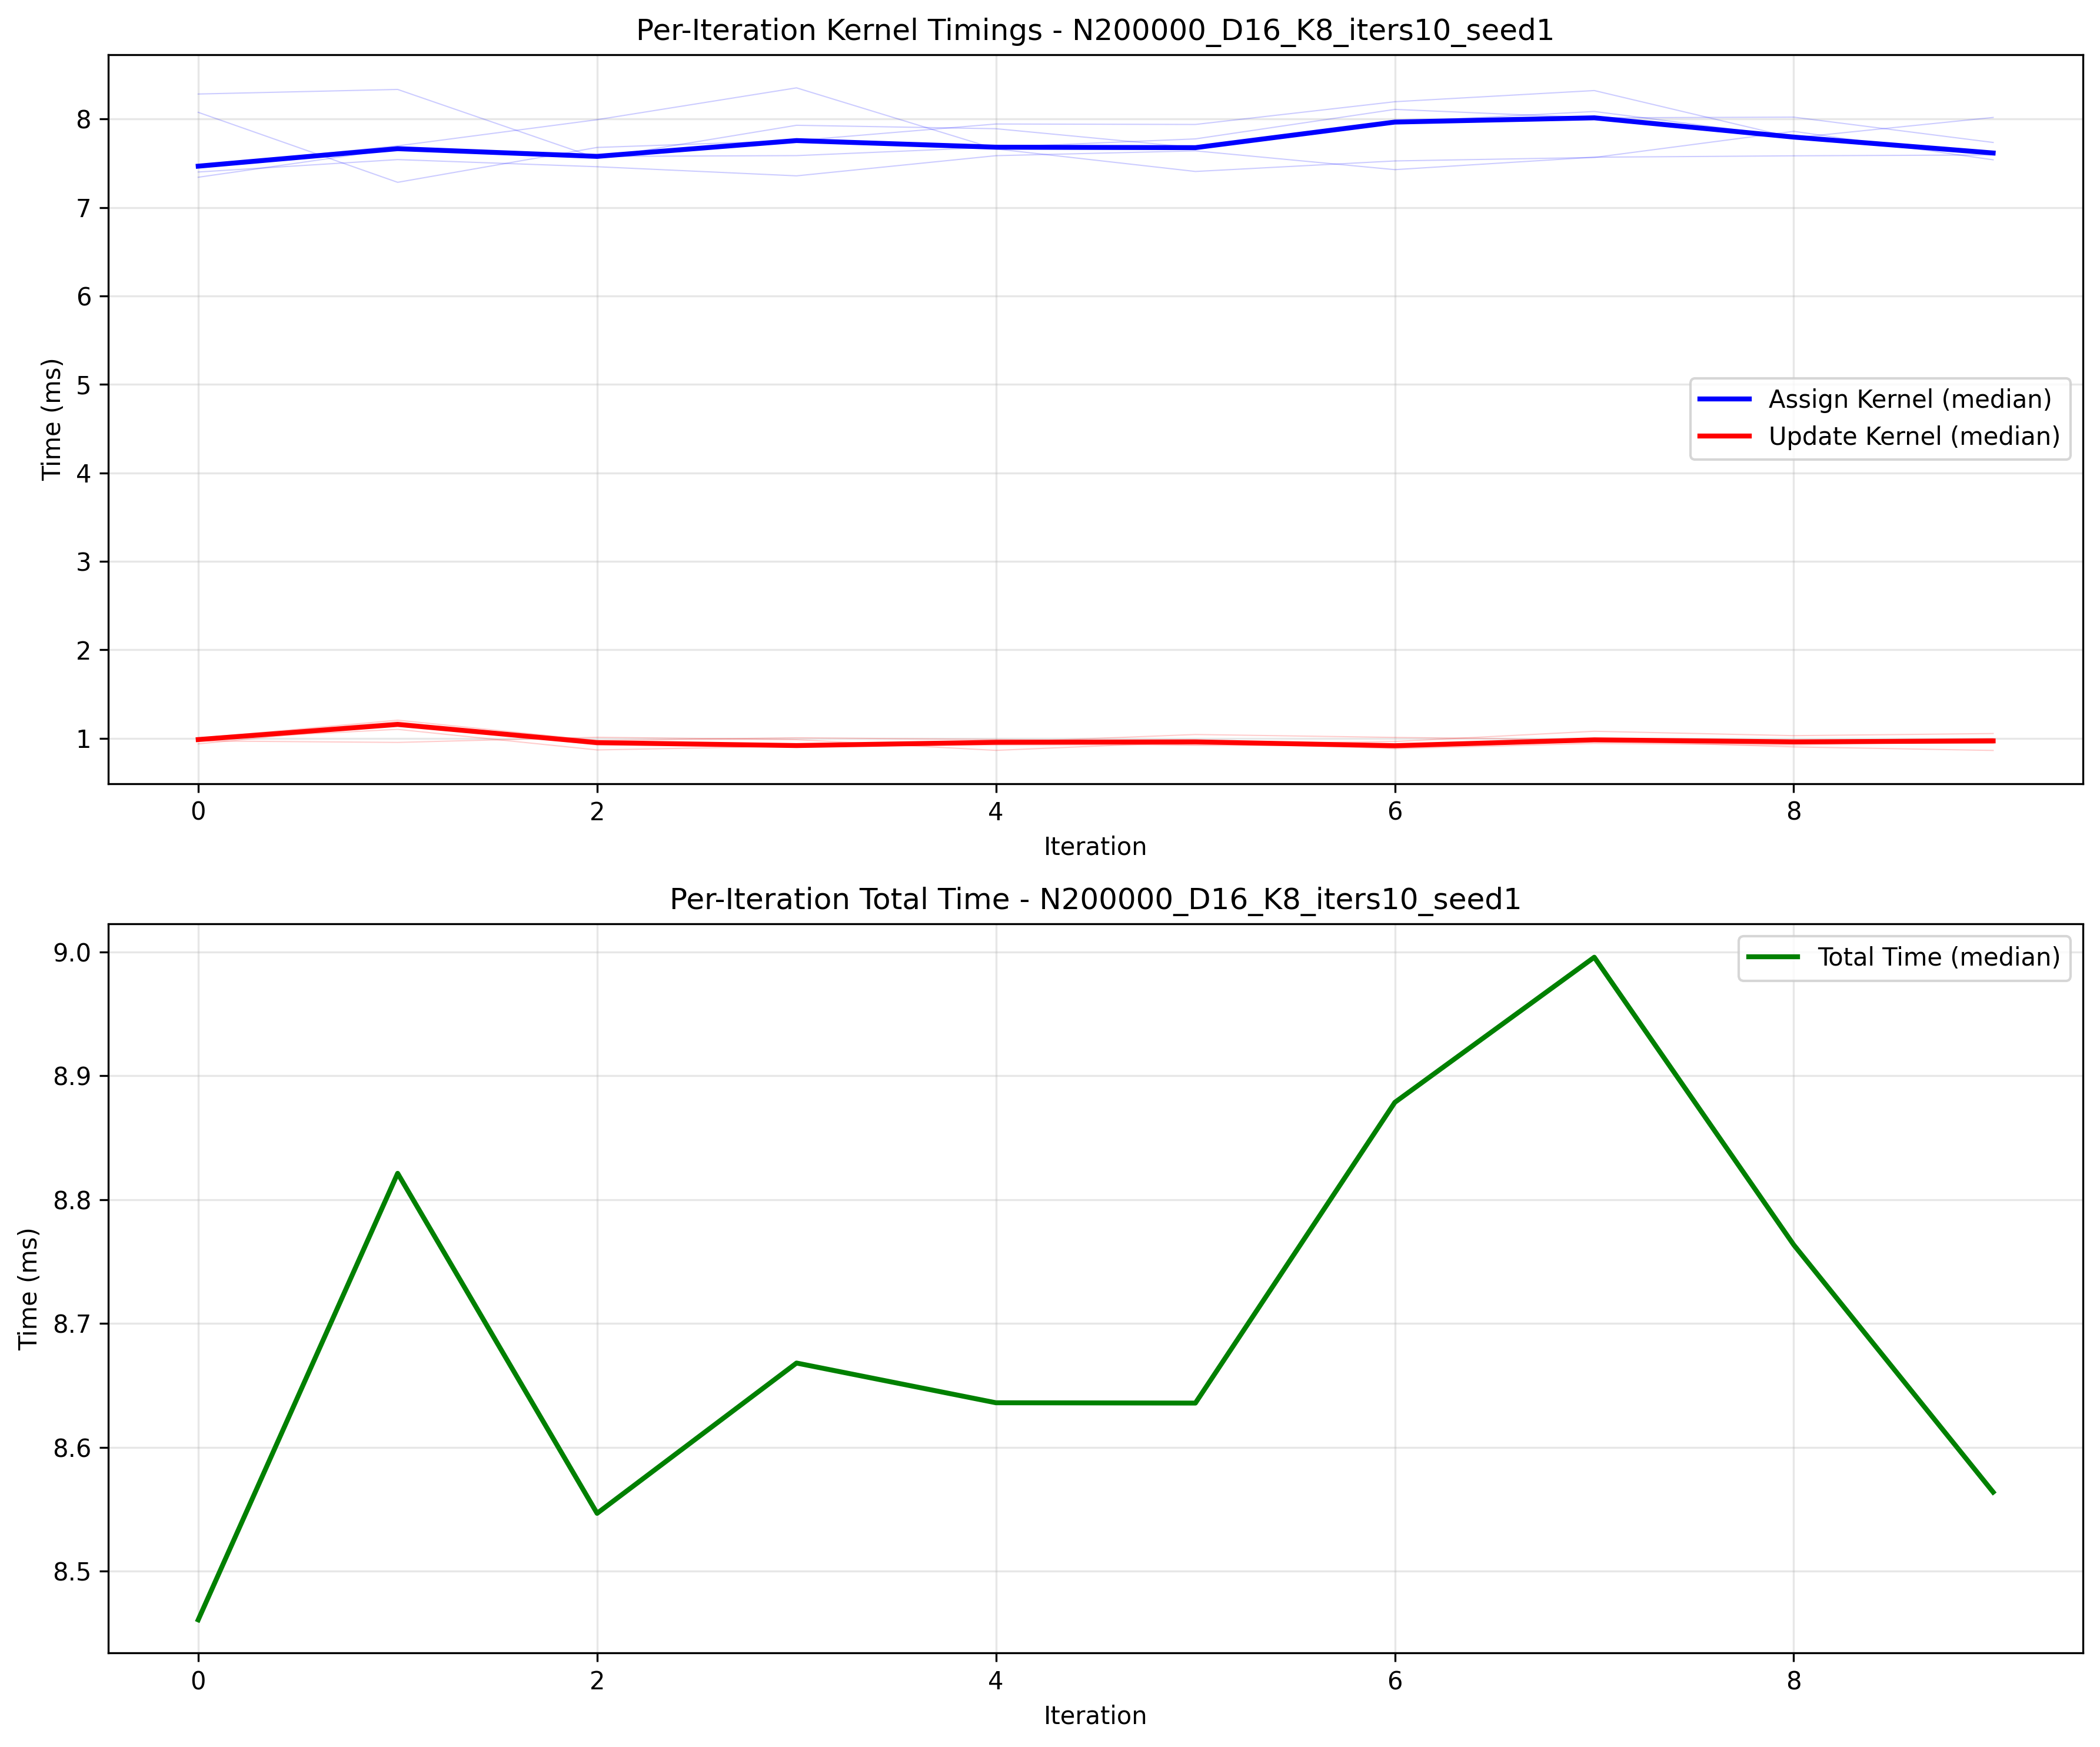 Per-Iteration Kernel Timings - N200000_D16_K8_iters10_seed1
8
7
6
5
4
3
2
1
Time (ms)
Assign Kernel (median)
Update Kernel (median)
0 2 4 6 8
Iteration
Per-Iteration Total Time - N200000_D16_K8_iters10_seed1
9.0
8.9
8.8
8.7
8.6
8.5
Time (ms)
Total Time (median)
0 2 4 6 8
Iteration